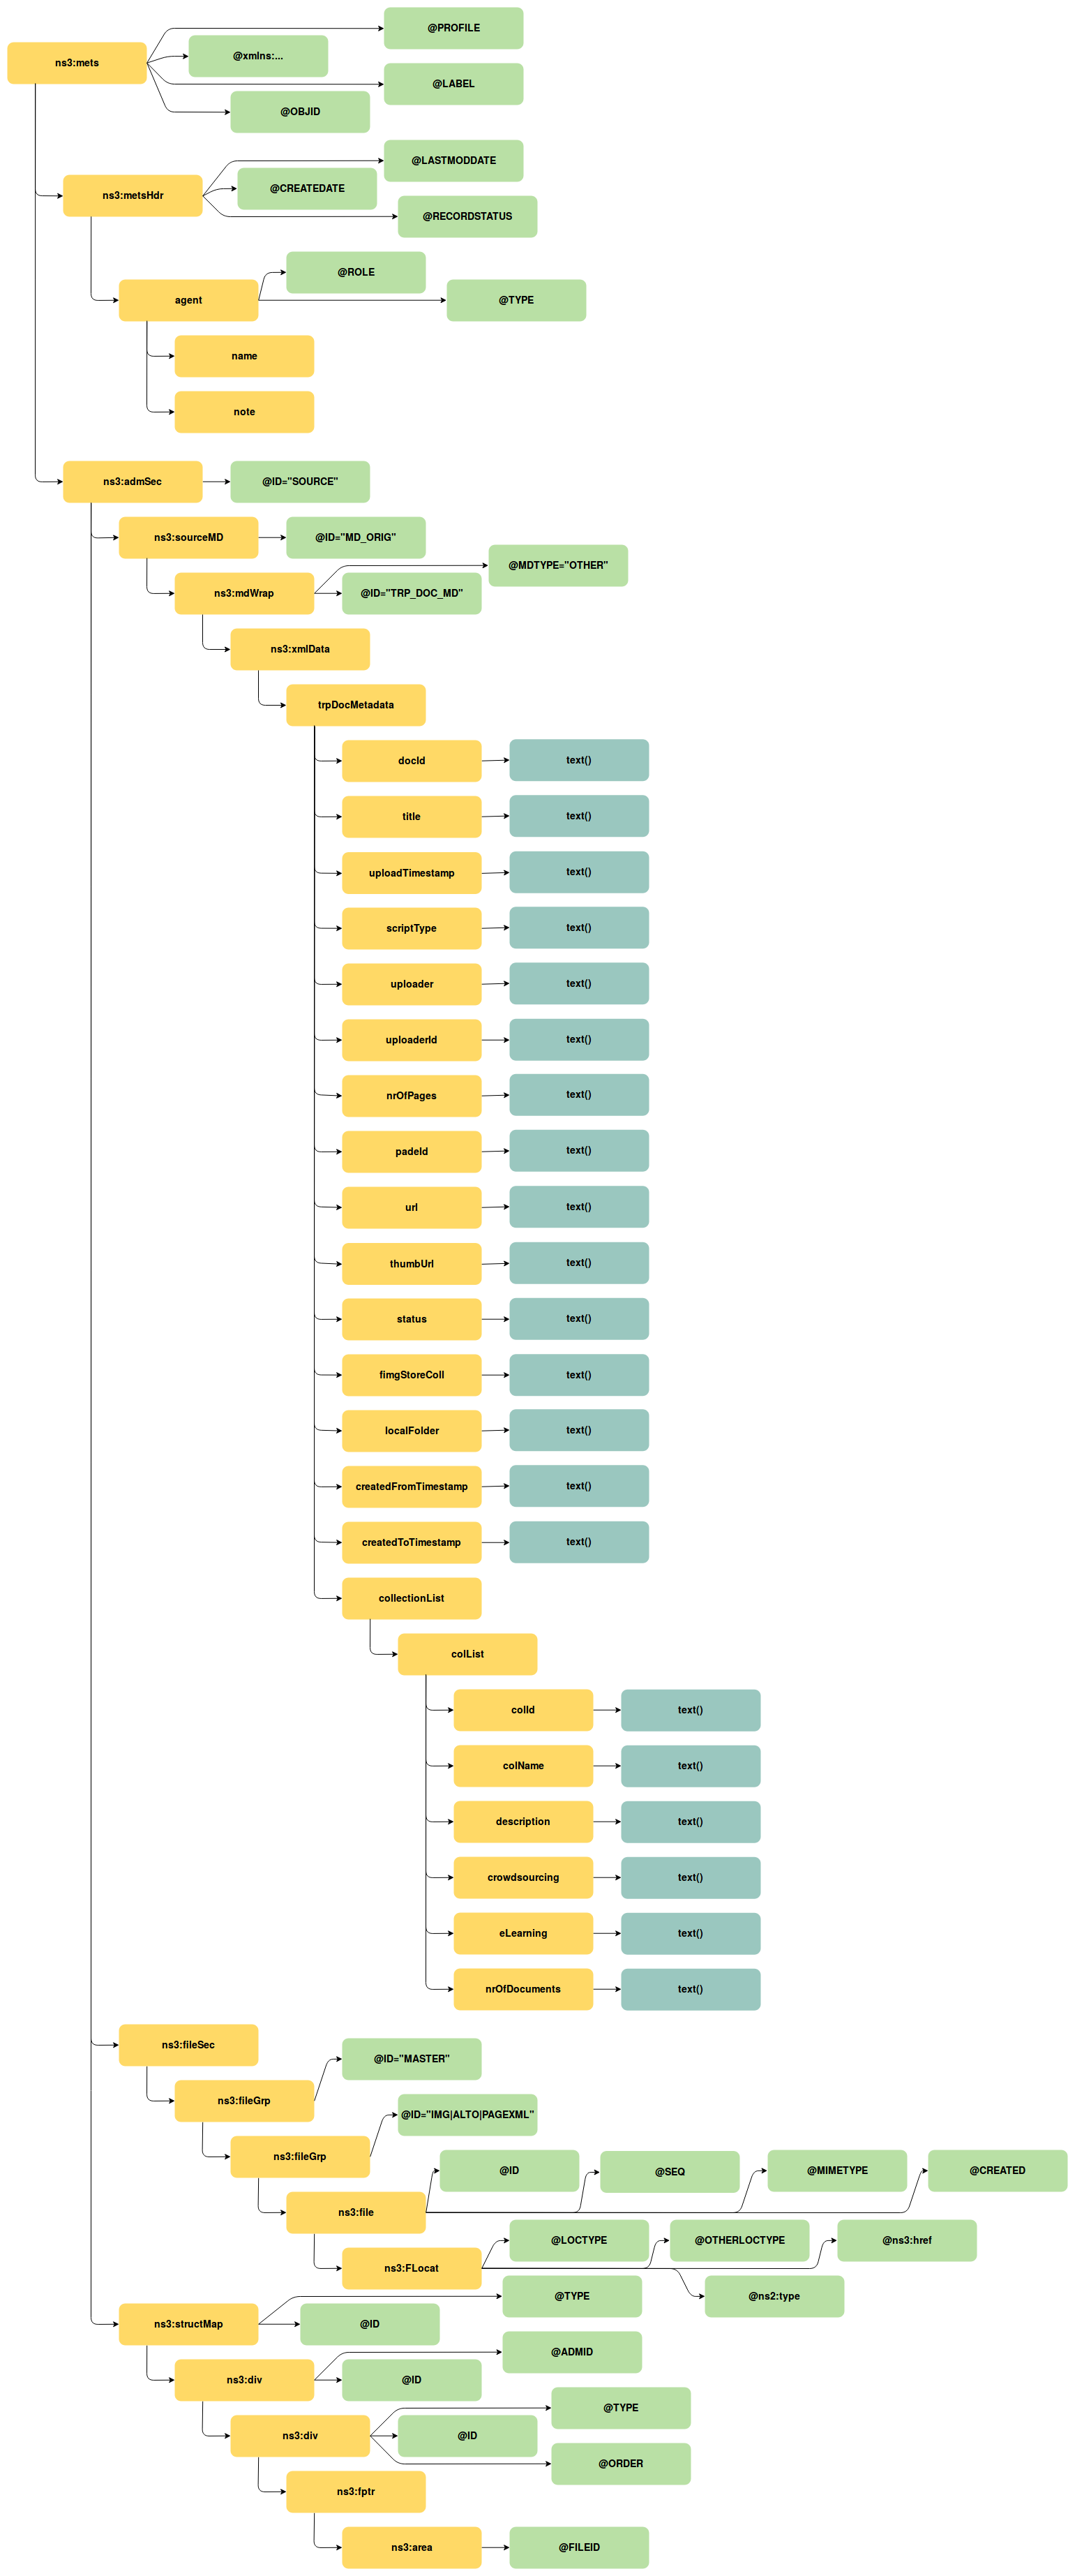 @PROFILE
@xmlns:...
ns3:mets
@LABEL
@OBJID
@LASTMODDATE
@CREATEDATE
ns3:metsHdr
@RECORDSTATUS
@ROLE
agent
@TYPE
name
note
ns3:admSec
@ID="SOURCE"
ns3:sourceMD
@ID="MD_ORIG"
@MDTYPE="OTHER"
ns3:mdWrap
@ID="TRP_DOC_MD"
ns3:xmlData
trpDocMetadata
docId
text()
title
text()
uploadTimestamp
text()
scriptType
text()
uploader
text()
uploaderId
text()
nrOfPages
text()
padeId
text()
url
text()
thumbUrl
text()
status
text()
fimgStoreColl
text()
localFolder
text()
createdFromTimestamp
text()
createdToTimestamp
text()
collectionList
colList
colId
text()
colName
text()
description
text()
crowdsourcing
text()
eLearning
text()
nrOfDocuments
text()
ns3:fileSec
@ID="MASTER"
ns3:fileGrp
@ID="IMG|ALTO|PAGEXML"
ns3:fileGrp
@ID
@SEQ
@MIMETYPE
@CREATED
ns3:file
@LOCTYPE
@OTHERLOCTYPE
@ns3:href
ns3:FLocat
@ns2:type
@TYPE
ns3:structMap
@ID
@ADMID
ns3:div
@ID
@TYPE
ns3:div
@ID
@ORDER
ns3:fptr
ns3:area
@FILEID